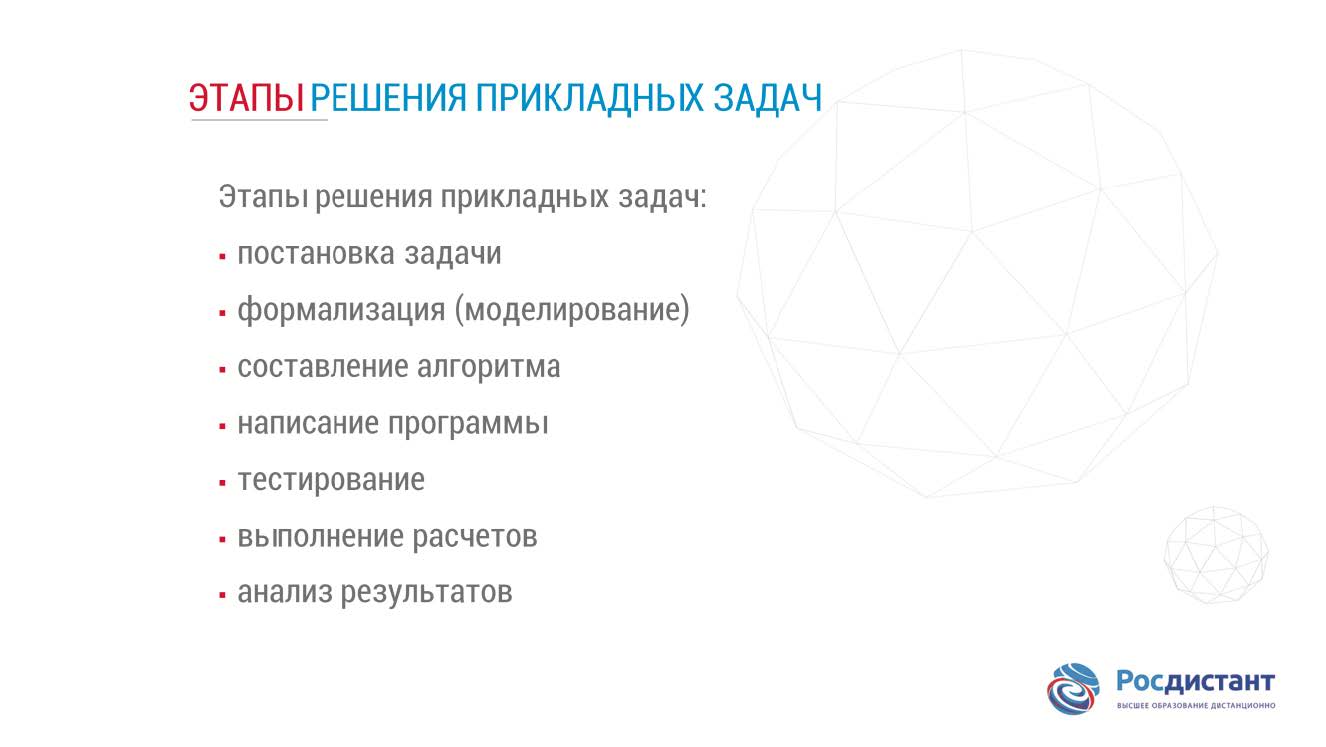 ЭТАПЫ РЕШЕНИЯ ПРИКЛАДНЫХ ЗАДАЧ
Этапы решения прикладных задач:
▪ постановка задачи
▪ формализация (моделирование)
▪ составление алгоритма
▪ написание программы
▪ тестирование
▪ выполнение расчетов
▪ анализ результатов
Росдистант
ВЫСШЕЕ ОБРАЗОВАНИЕ ДИСТАНЦИОННО